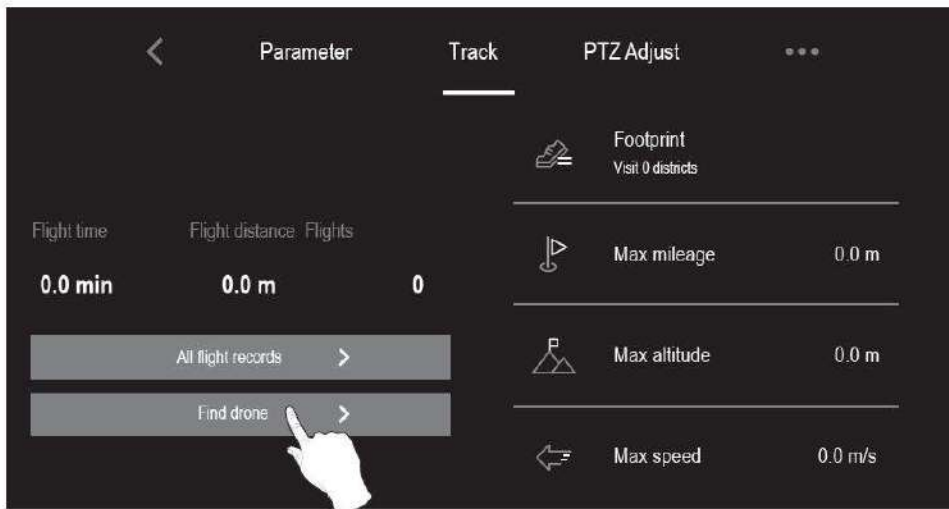 Parameter Track PTZ Adjust
Footprint
Visit 0 districts
Flight time Flight distance Flights
0.0 min 0.0 m 0
Max mileage 0.0 m
All flight records
Max altitude 0.0 m
Find drone
Max speed 0.0 m/s